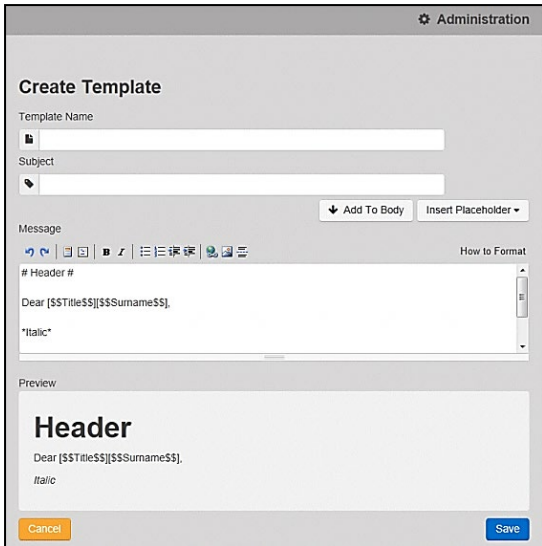 Administration
Create Template
Template Name
Subject
Add To Body
Insert Placeholder
Message
B I
How to Format
# Header #
Dear [$$Title$$][$$Surname$$],
*Italic*
Preview
Header
Dear [$$Title$$][$$Surname$$],
Italic
Cancel
Save